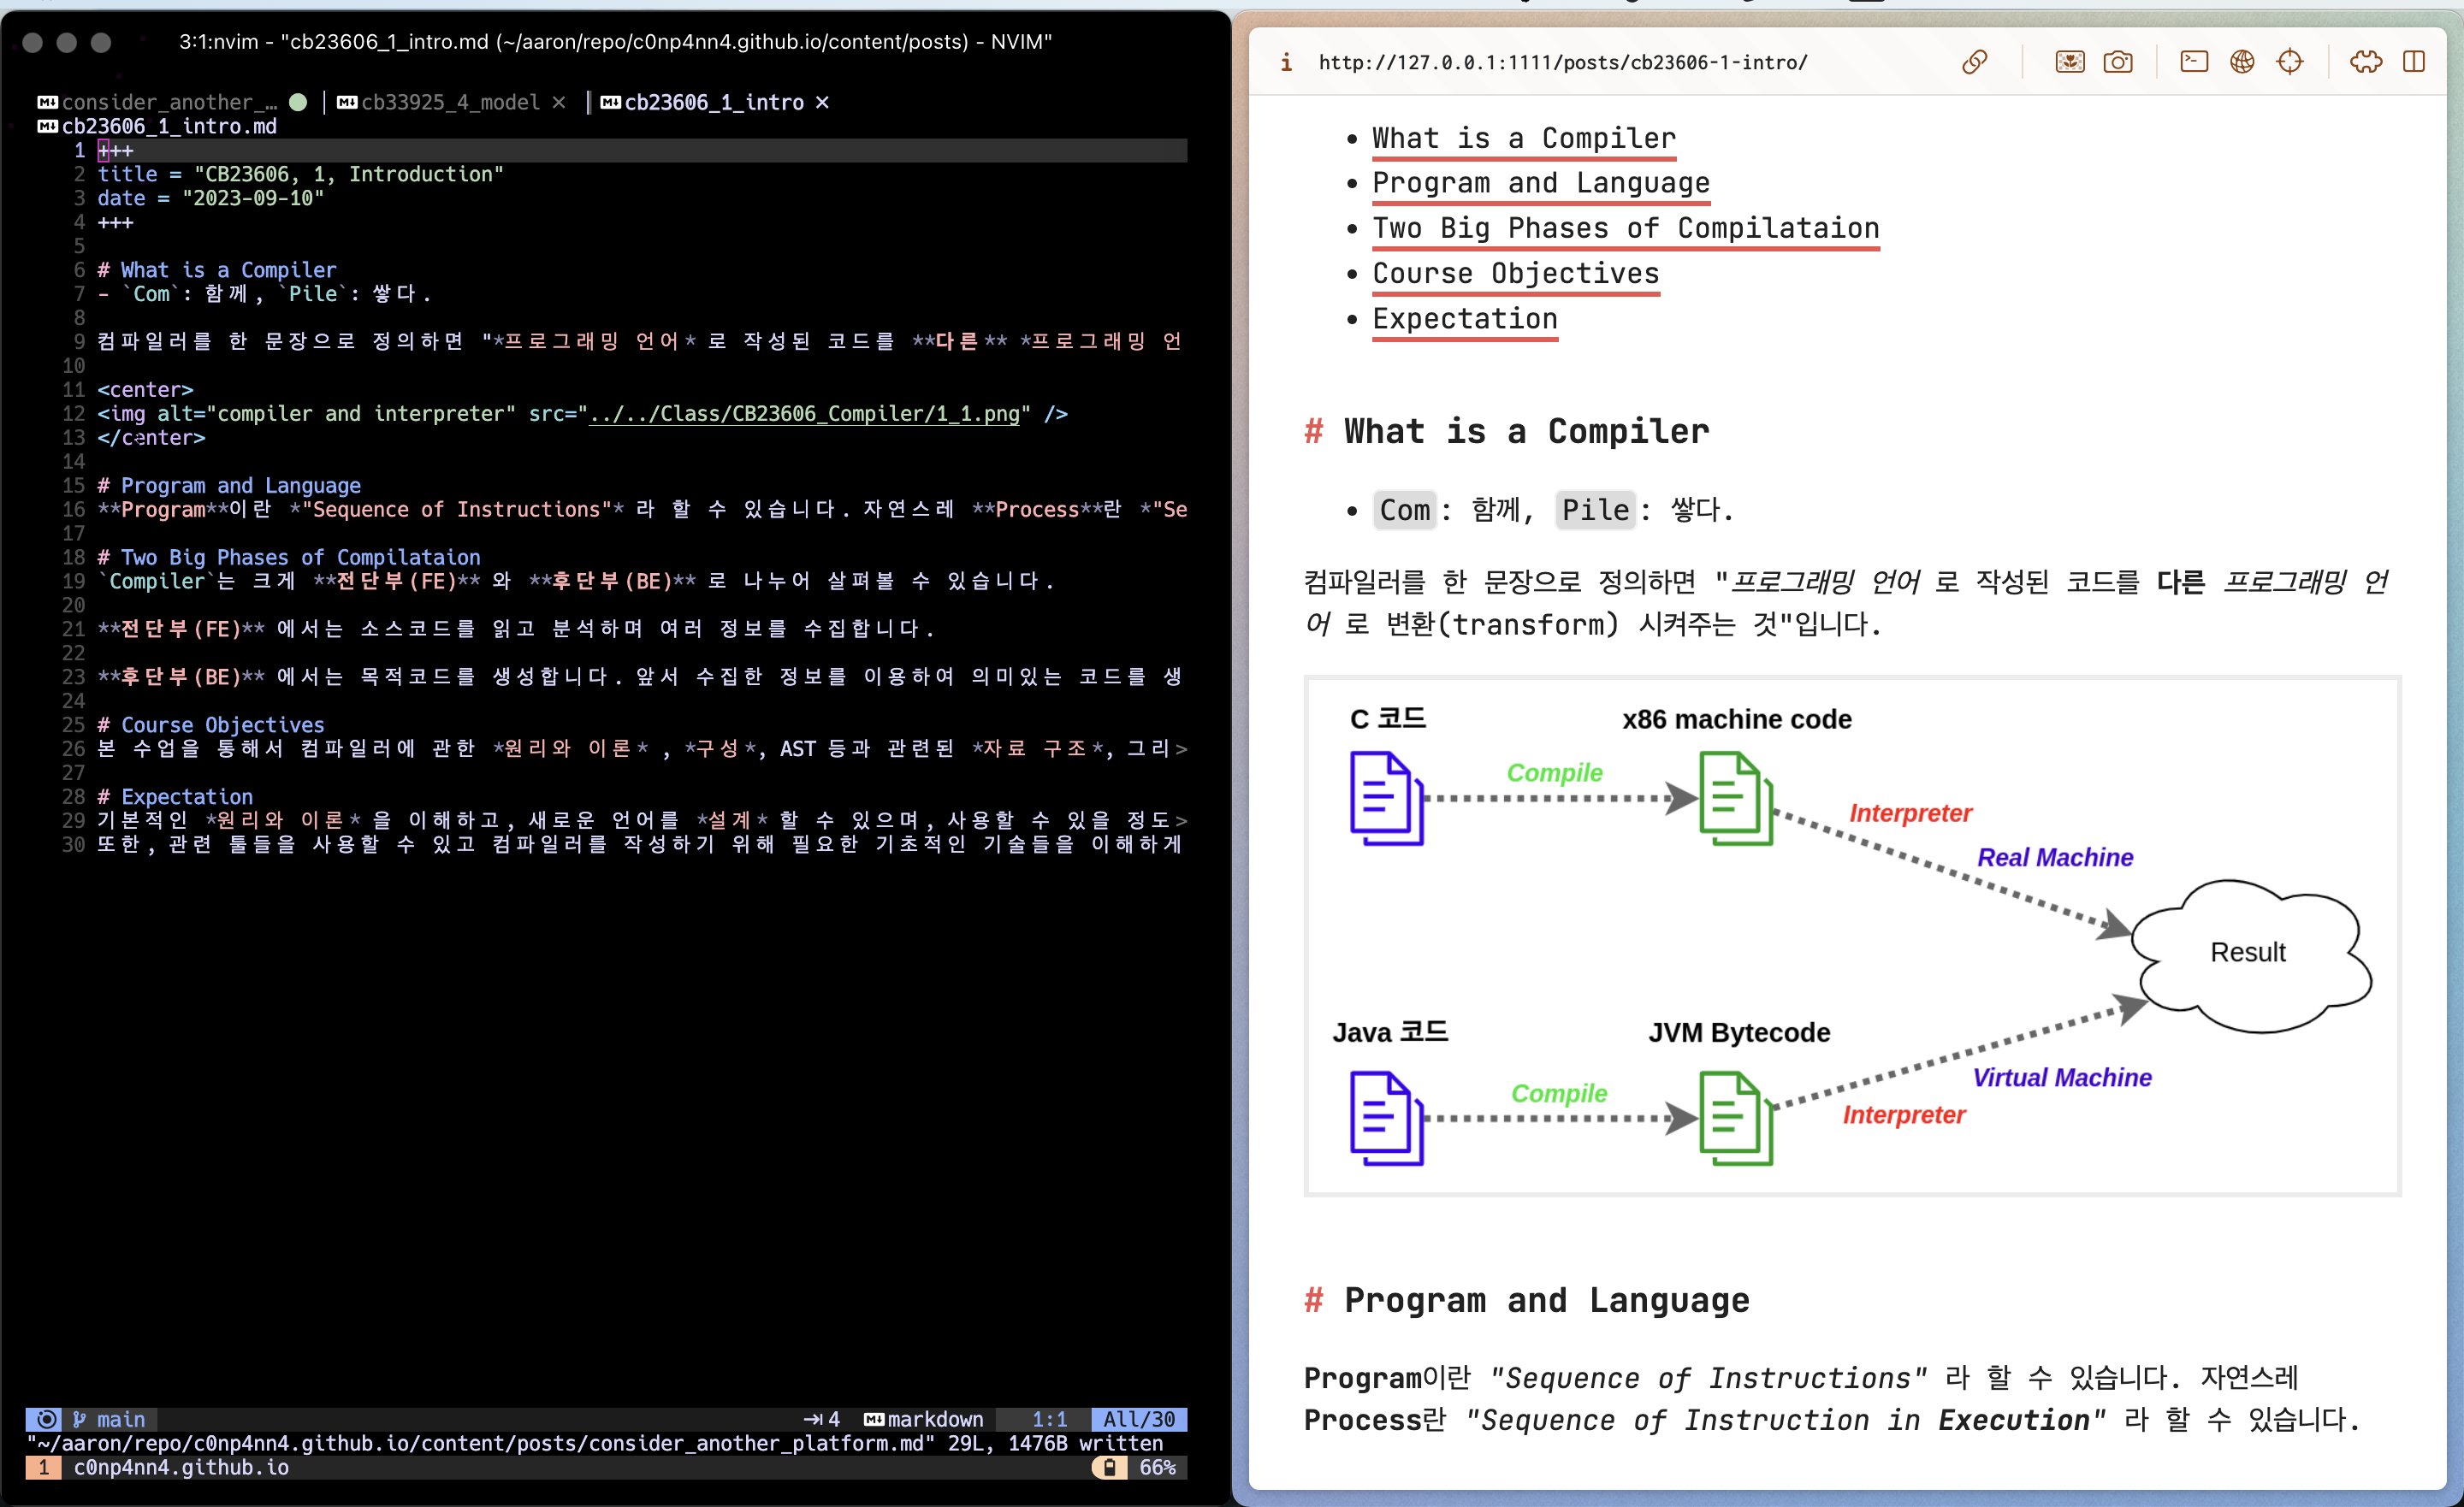 3:1:nvim - "cb23606_1_intro.md (~/aaron/repo/c0np4nn4.github.io/content/posts) - NVIM"
consider_another_… cb33925_4_model × cb23606_1_intro ×
cb23606_1_intro.md
1 +++
2 title = "CB23606, 1, Introduction"
3 date = "2023-09-10"
4 +++
5
6 # What is a Compiler
7 - `Com`: 함께, `Pile`: 쌓다.
8
9 컴파일러를 한 문장으로 정의하면 "*프로그래밍 언어* 로 작성된 코드를 **다른** *프로그래밍 언
10
11 <center>
12 <img alt="compiler and interpreter" src="../../Class/CB23606_Compiler/1_1.png" />
13 </center>
14
15 # Program and Language
16 **Program**이란 *"Sequence of Instructions"* 라 할 수 있습니다. 자연스레 **Process**란 *"Se
17
18 # Two Big Phases of Compilataion
19 `Compiler`는 크게 **전단부(FE)** 와 **후단부(BE)** 로 나누어 살펴볼 수 있습니다.
20
21 **전단부(FE)** 에서는 소스코드를 읽고 분석하며 여러 정보를 수집합니다.
22
23 **후단부(BE)** 에서는 목적코드를 생성합니다. 앞서 수집한 정보를 이용하여 의미있는 코드를 생
24
25 # Course Objectives
26 본 수업을 통해서 컴파일러에 관한 *원리와 이론* , *구성*, AST 등과 관련된 *자료 구조*, 그리>
27
28 # Expectation
29 기본적인 *원리와 이론* 을 이해하고, 새로운 언어를 *설계* 할 수 있으며, 사용할 수 있을 정도>
30 또한, 관련 툴들을 사용할 수 있고 컴파일러를 작성하기 위해 필요한 기초적인 기술들을 이해하게
main 4 markdown 1:1 All/30
"~/aaron/repo/c0np4nn4.github.io/content/posts/consider_another_platform.md" 29L, 1476B written
1 c0np4nn4.github.io 66%
http://127.0.0.1:1111/posts/cb23606-1-intro/
• What is a Compiler
• Program and Language
• Two Big Phases of Compilataion
• Course Objectives
• Expectation
# What is a Compiler
• Com: 함께, Pile: 쌓다.
컴파일러를 한 문장으로 정의하면 "프로그래밍 언어 로 작성된 코드를 다른 프로그래밍 언
어 로 변환(transform) 시켜주는 것"입니다.
C 코드
x86 machine code
Compile
Interpreter
Real Machine
Result
Java 코드
JVM Bytecode
Compile
Virtual Machine
Interpreter
# Program and Language
Program이란 "Sequence of Instructions" 라 할 수 있습니다. 자연스레
Process란 "Sequence of Instruction in Execution" 라 할 수 있습니다.